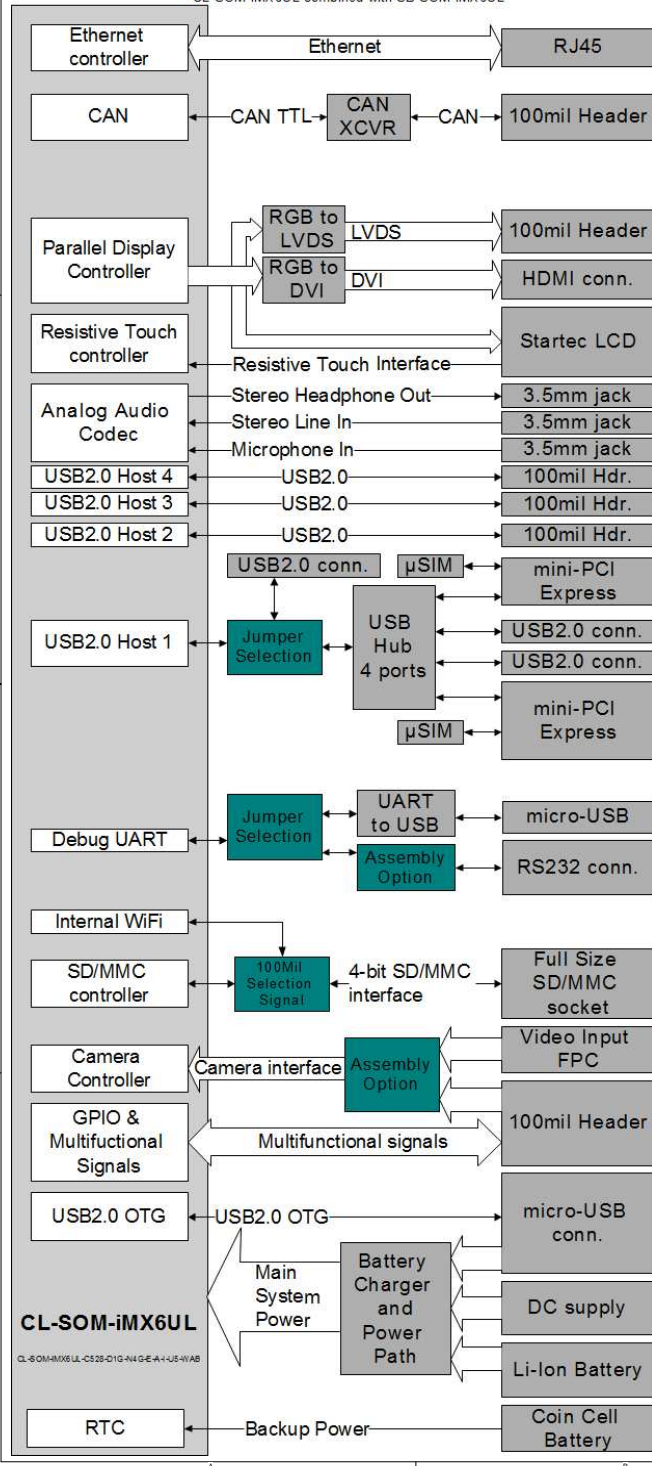 CL-SOM-iMX6UL combined with SB-SOM-iMX6UL
Ethernet
controller
Ethernet
RJ45
CAN
CAN TTL
CAN
XCVR
CAN
100mil Header
Parallel Display
Controller
RGB to
LVDS
LVDS
100mil Header
RGB to
DVI
DVI
HDMI conn.
Resistive Touch
controller
Resistive Touch Interface
Startec LCD
Analog Audio
Codec
Stereo Headphone Out
3.5mm jack
Stereo Line In
3.5mm jack
Microphone In
3.5mm jack
USB2.0 Host 4
USB2.0
100mil Hdr.
USB2.0 Host 3
USB2.0
100mil Hdr.
USB2.0 Host 2
USB2.0
100mil Hdr.
USB2.0 conn.
µSIM
mini-PCI
Express
USB2.0 Host 1
Jumper
Selection
USB
Hub
4 ports
USB2.0 conn.
USB2.0 conn.
mini-PCI
Express
µSIM
Debug UART
Jumper
Selection
UART
to USB
micro-USB
Assembly
Option
RS232 conn.
Internal WiFi
SD/MMC
controller
100Mil
Selection
Signal
4-bit SD/MMC
interface
Full Size
SD/MMC
socket
Camera
Controller
Camera interface
Assembly
Option
Video Input
FPC
GPIO &
Multifuctional
Signals
Multifunctional signals
100mil Header
USB2.0 OTG
USB2.0 OTG
micro-USB
conn.
Main
System
Power
Battery
Charger
and
Power
Path
DC supply
Li-Ion Battery
CL-SOM-iMX6UL
RTC
Backup Power
Coin Cell
Battery